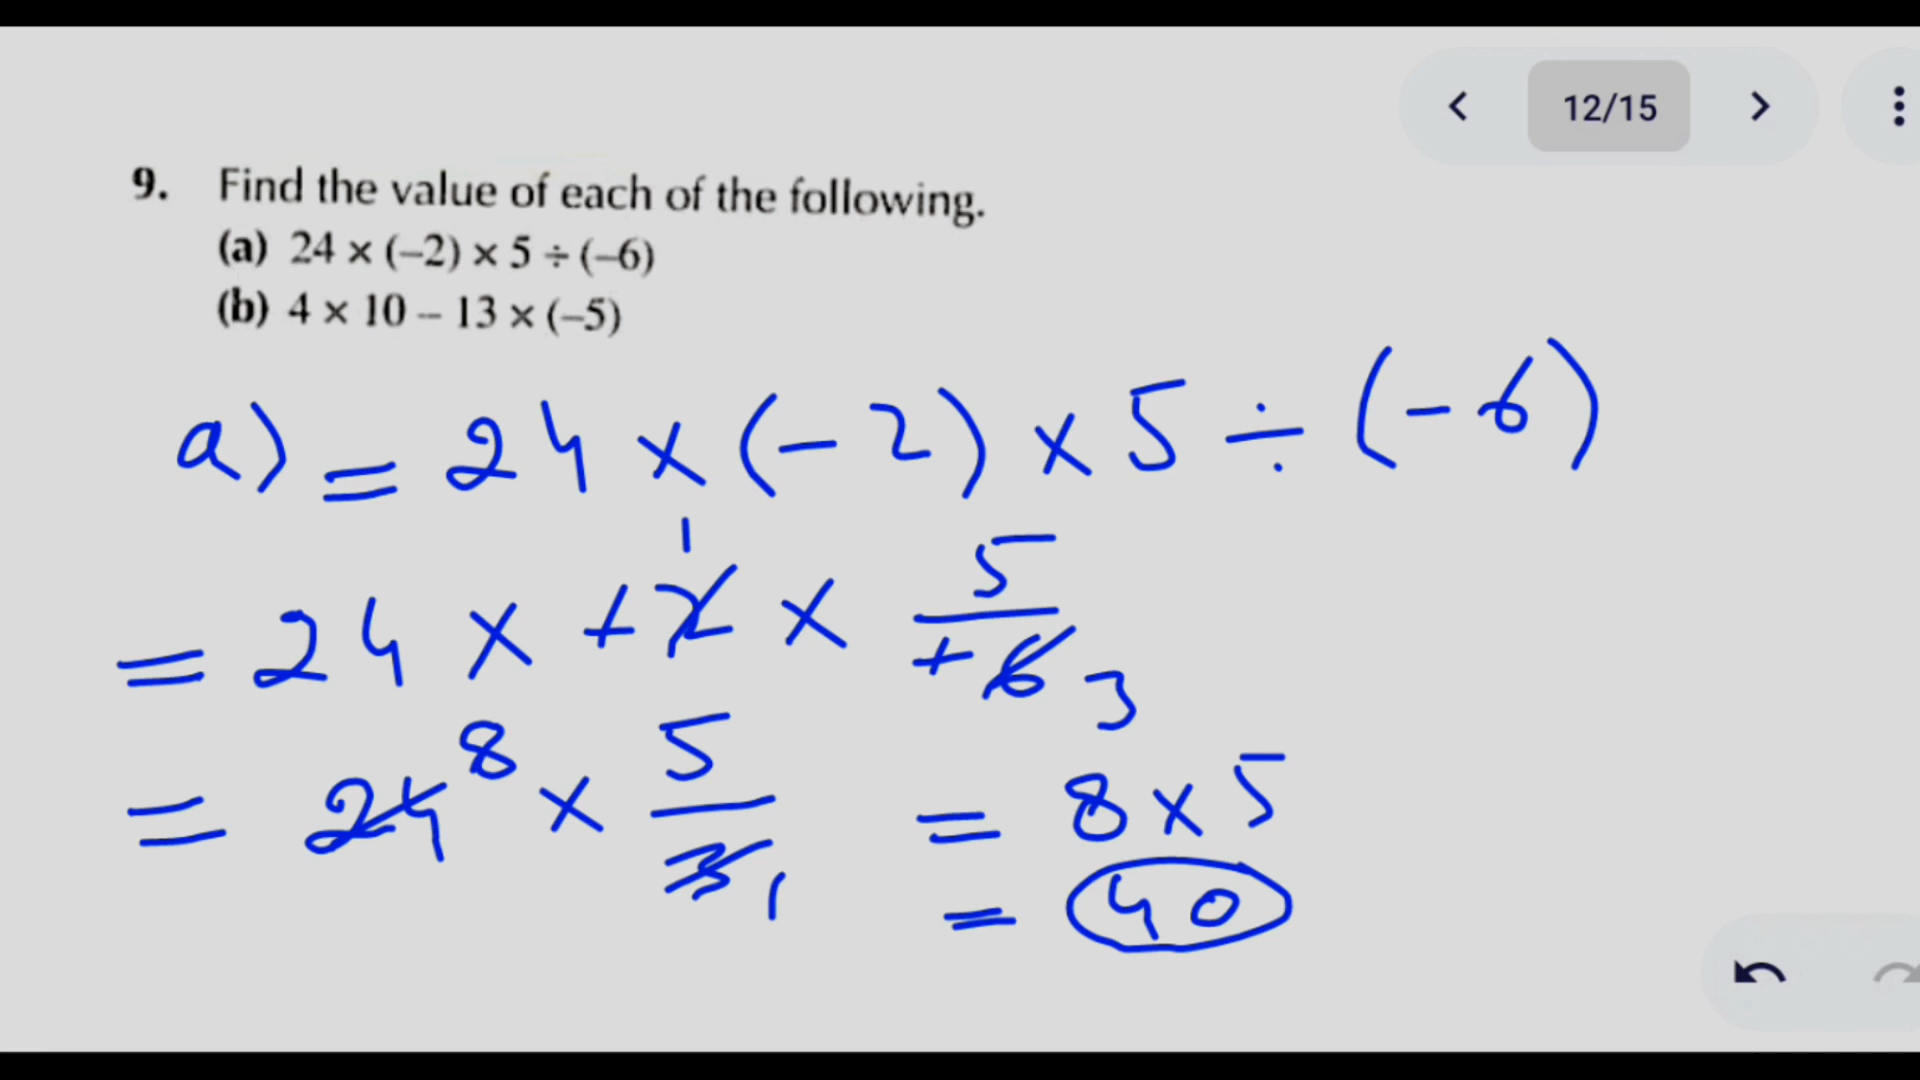 12/15
9. Find the value of each of the following.
(a) 24 × (–2) × 5 ÷ (–6)
(b) 4 × 10 – 13 × (–5)
a) = 24 × (-2) × 5 ÷ (-6)
1
= 24 × +2 × 5/+6 3
= 24 8 × 5/3 1 = 8 × 5
= 40